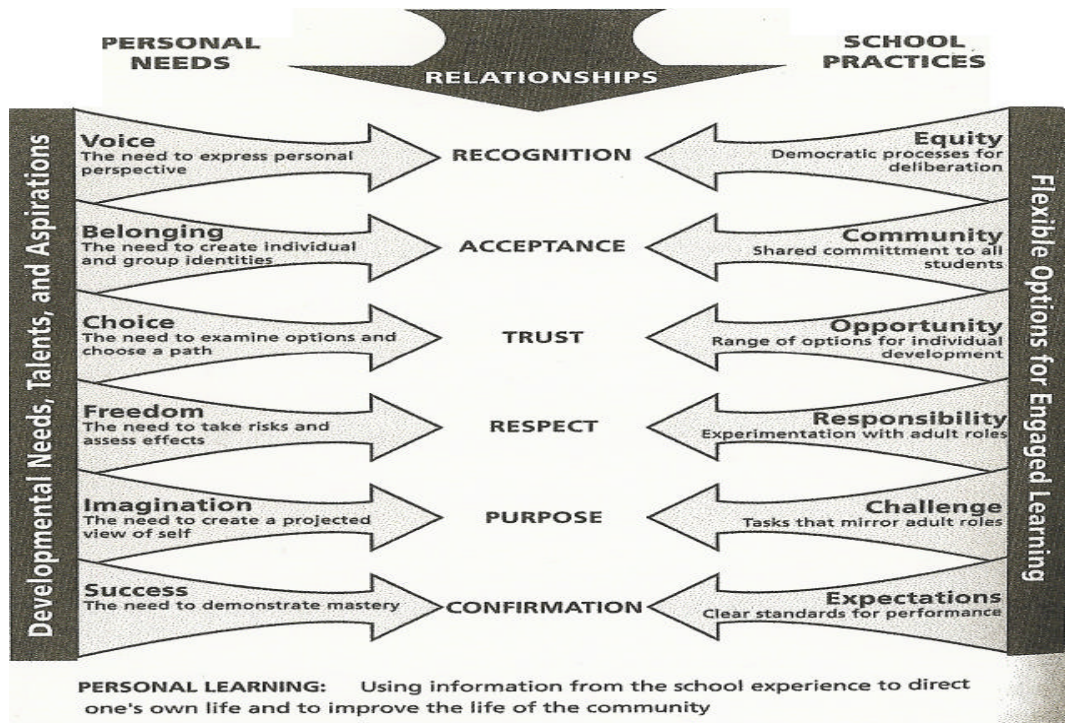 PERSONAL
NEEDS
RELATIONSHIPS
SCHOOL
PRACTICES
Developmental Needs, Talents, and Aspirations
Voice
The need to express personal
perspective
RECOGNITION
Equity
Democratic processes for
deliberation
Belonging
The need to create individual
and group identities
ACCEPTANCE
Community
Shared committment to all
students
Choice
The need to examine options and
choose a path
TRUST
Opportunity
Range of options for individual
development
Freedom
The need to take risks and
assess effects
RESPECT
Responsibility
Experimentation with adult roles
Imagination
The need to create a projected
view of self
PURPOSE
Challenge
Tasks that mirror adult roles
Success
The need to demonstrate mastery
CONFIRMATION
Expectations
Clear standards for performance
Flexible Options for Engaged Learning
PERSONAL LEARNING: Using information from the school experience to direct
one's own life and to improve the life of the community